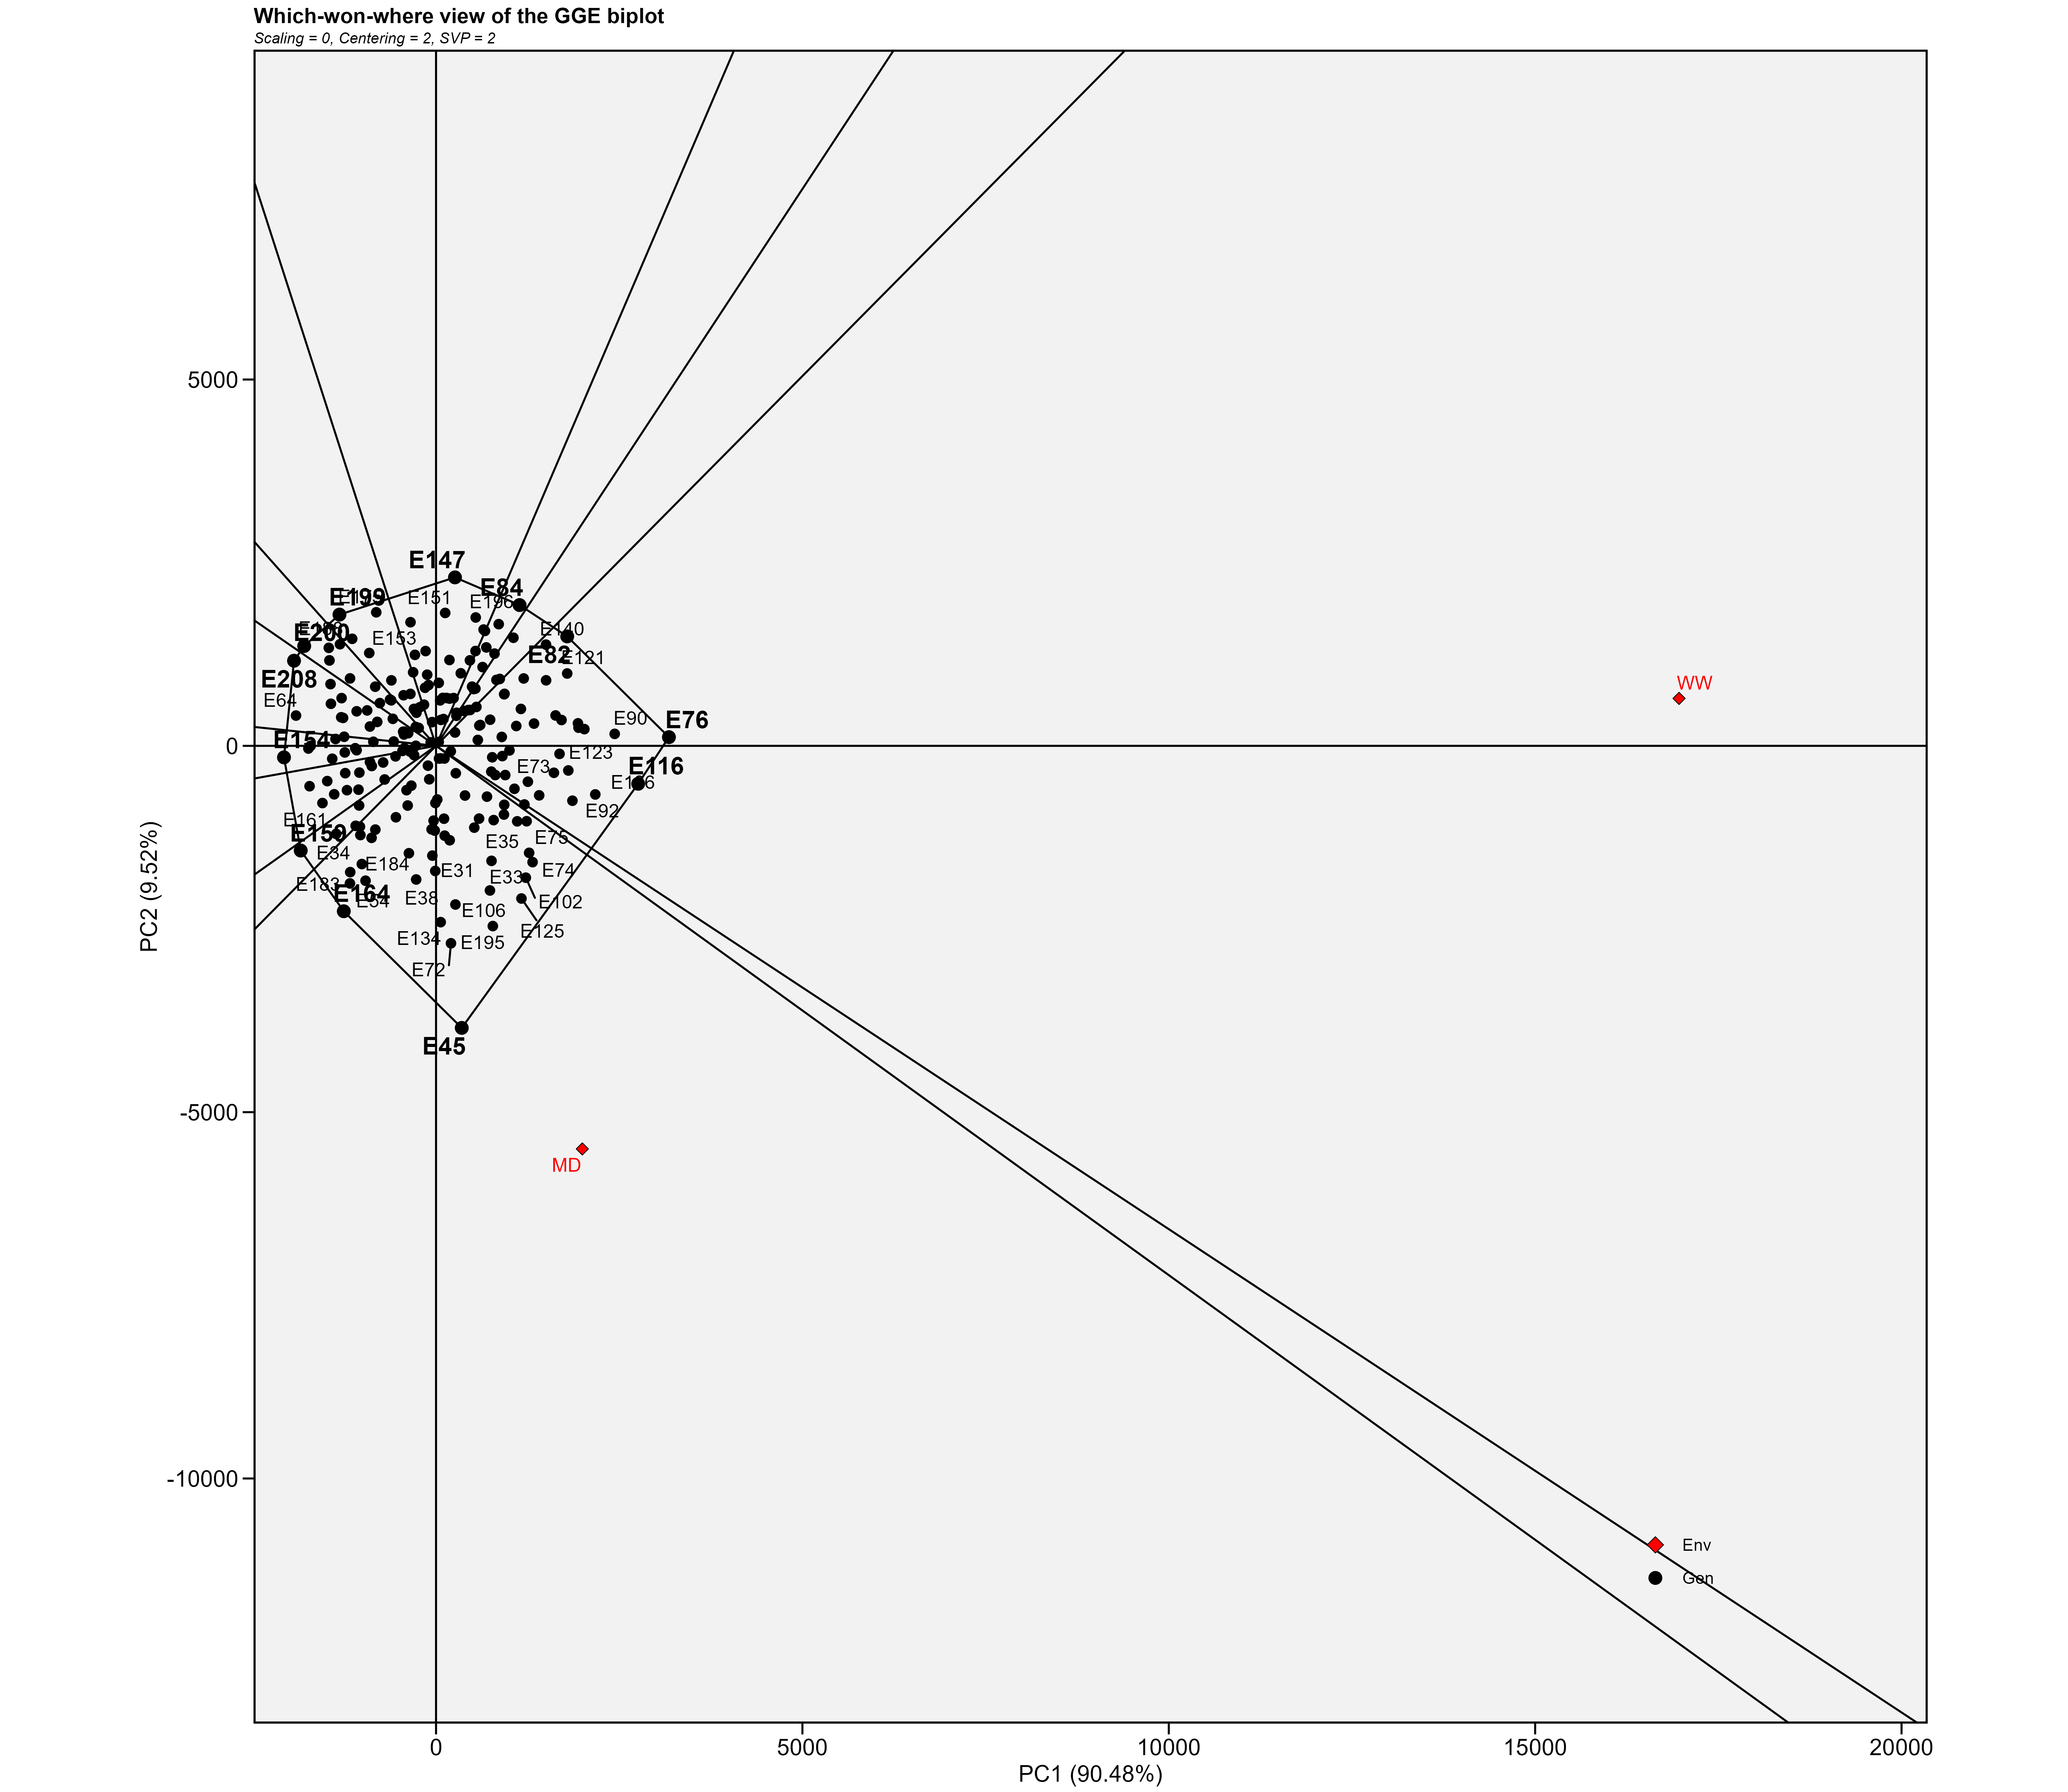 Which-won-where view of the GGE biplot
Scaling = 0, Centering = 2, SVP = 2
5000
0
-5000
-10000
PC2 (9.52%)
E147
E84
E199
E151
E196
E200
E153
E140
E82
E121
E208
E64
E90
E76
E154
E123
E116
E73
E92
E161
E159
E35
E75
E34
E184
E31
E74
E183
E33
E164
E38
E102
E106
E125
E134
E195
E72
E45
WW
MD
Env
Gen
0
5000
10000
15000
20000
PC1 (90.48%)